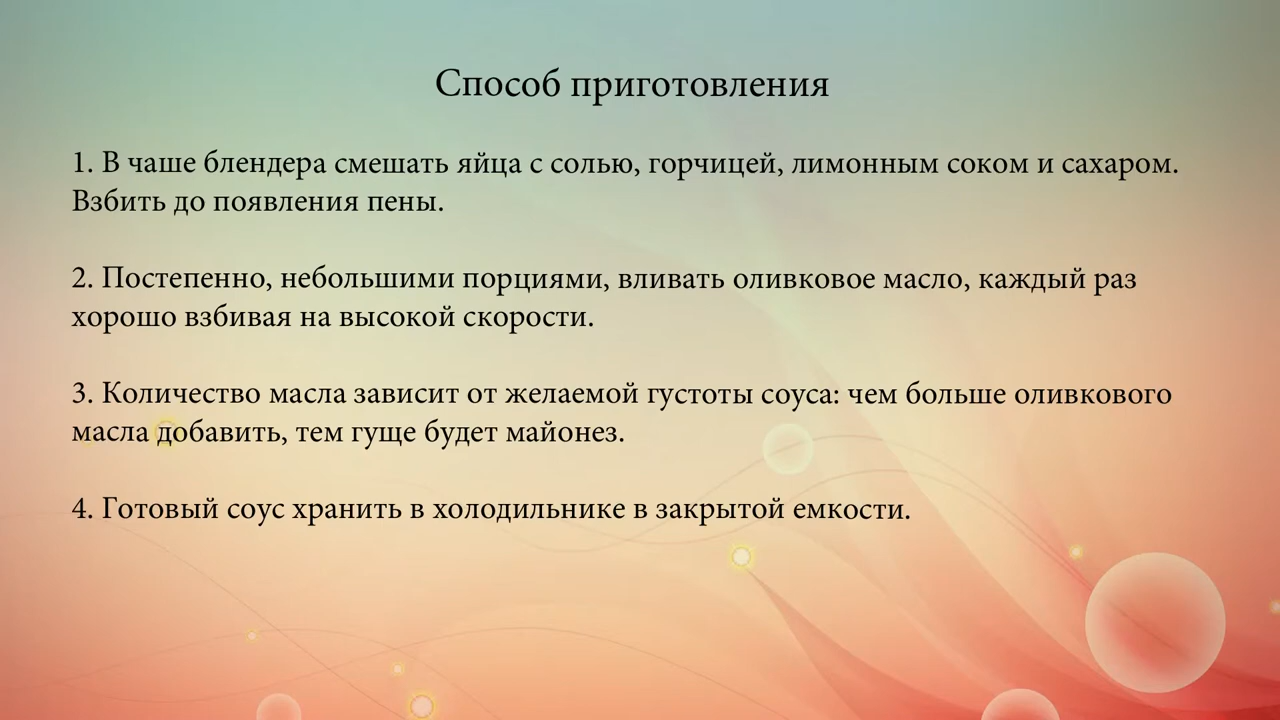 Способ приготовления
1. В чаше блендера смешать яйца с солью, горчицей, лимонным соком и сахаром.
Взбить до появления пены.
2. Постепенно, небольшими порциями, вливать оливковое масло, каждый раз
хорошо взбивая на высокой скорости.
3. Количество масла зависит от желаемой густоты соуса: чем больше оливкового
масла добавить, тем гуще будет майонез.
4. Готовый соус хранить в холодильнике в закрытой емкости.